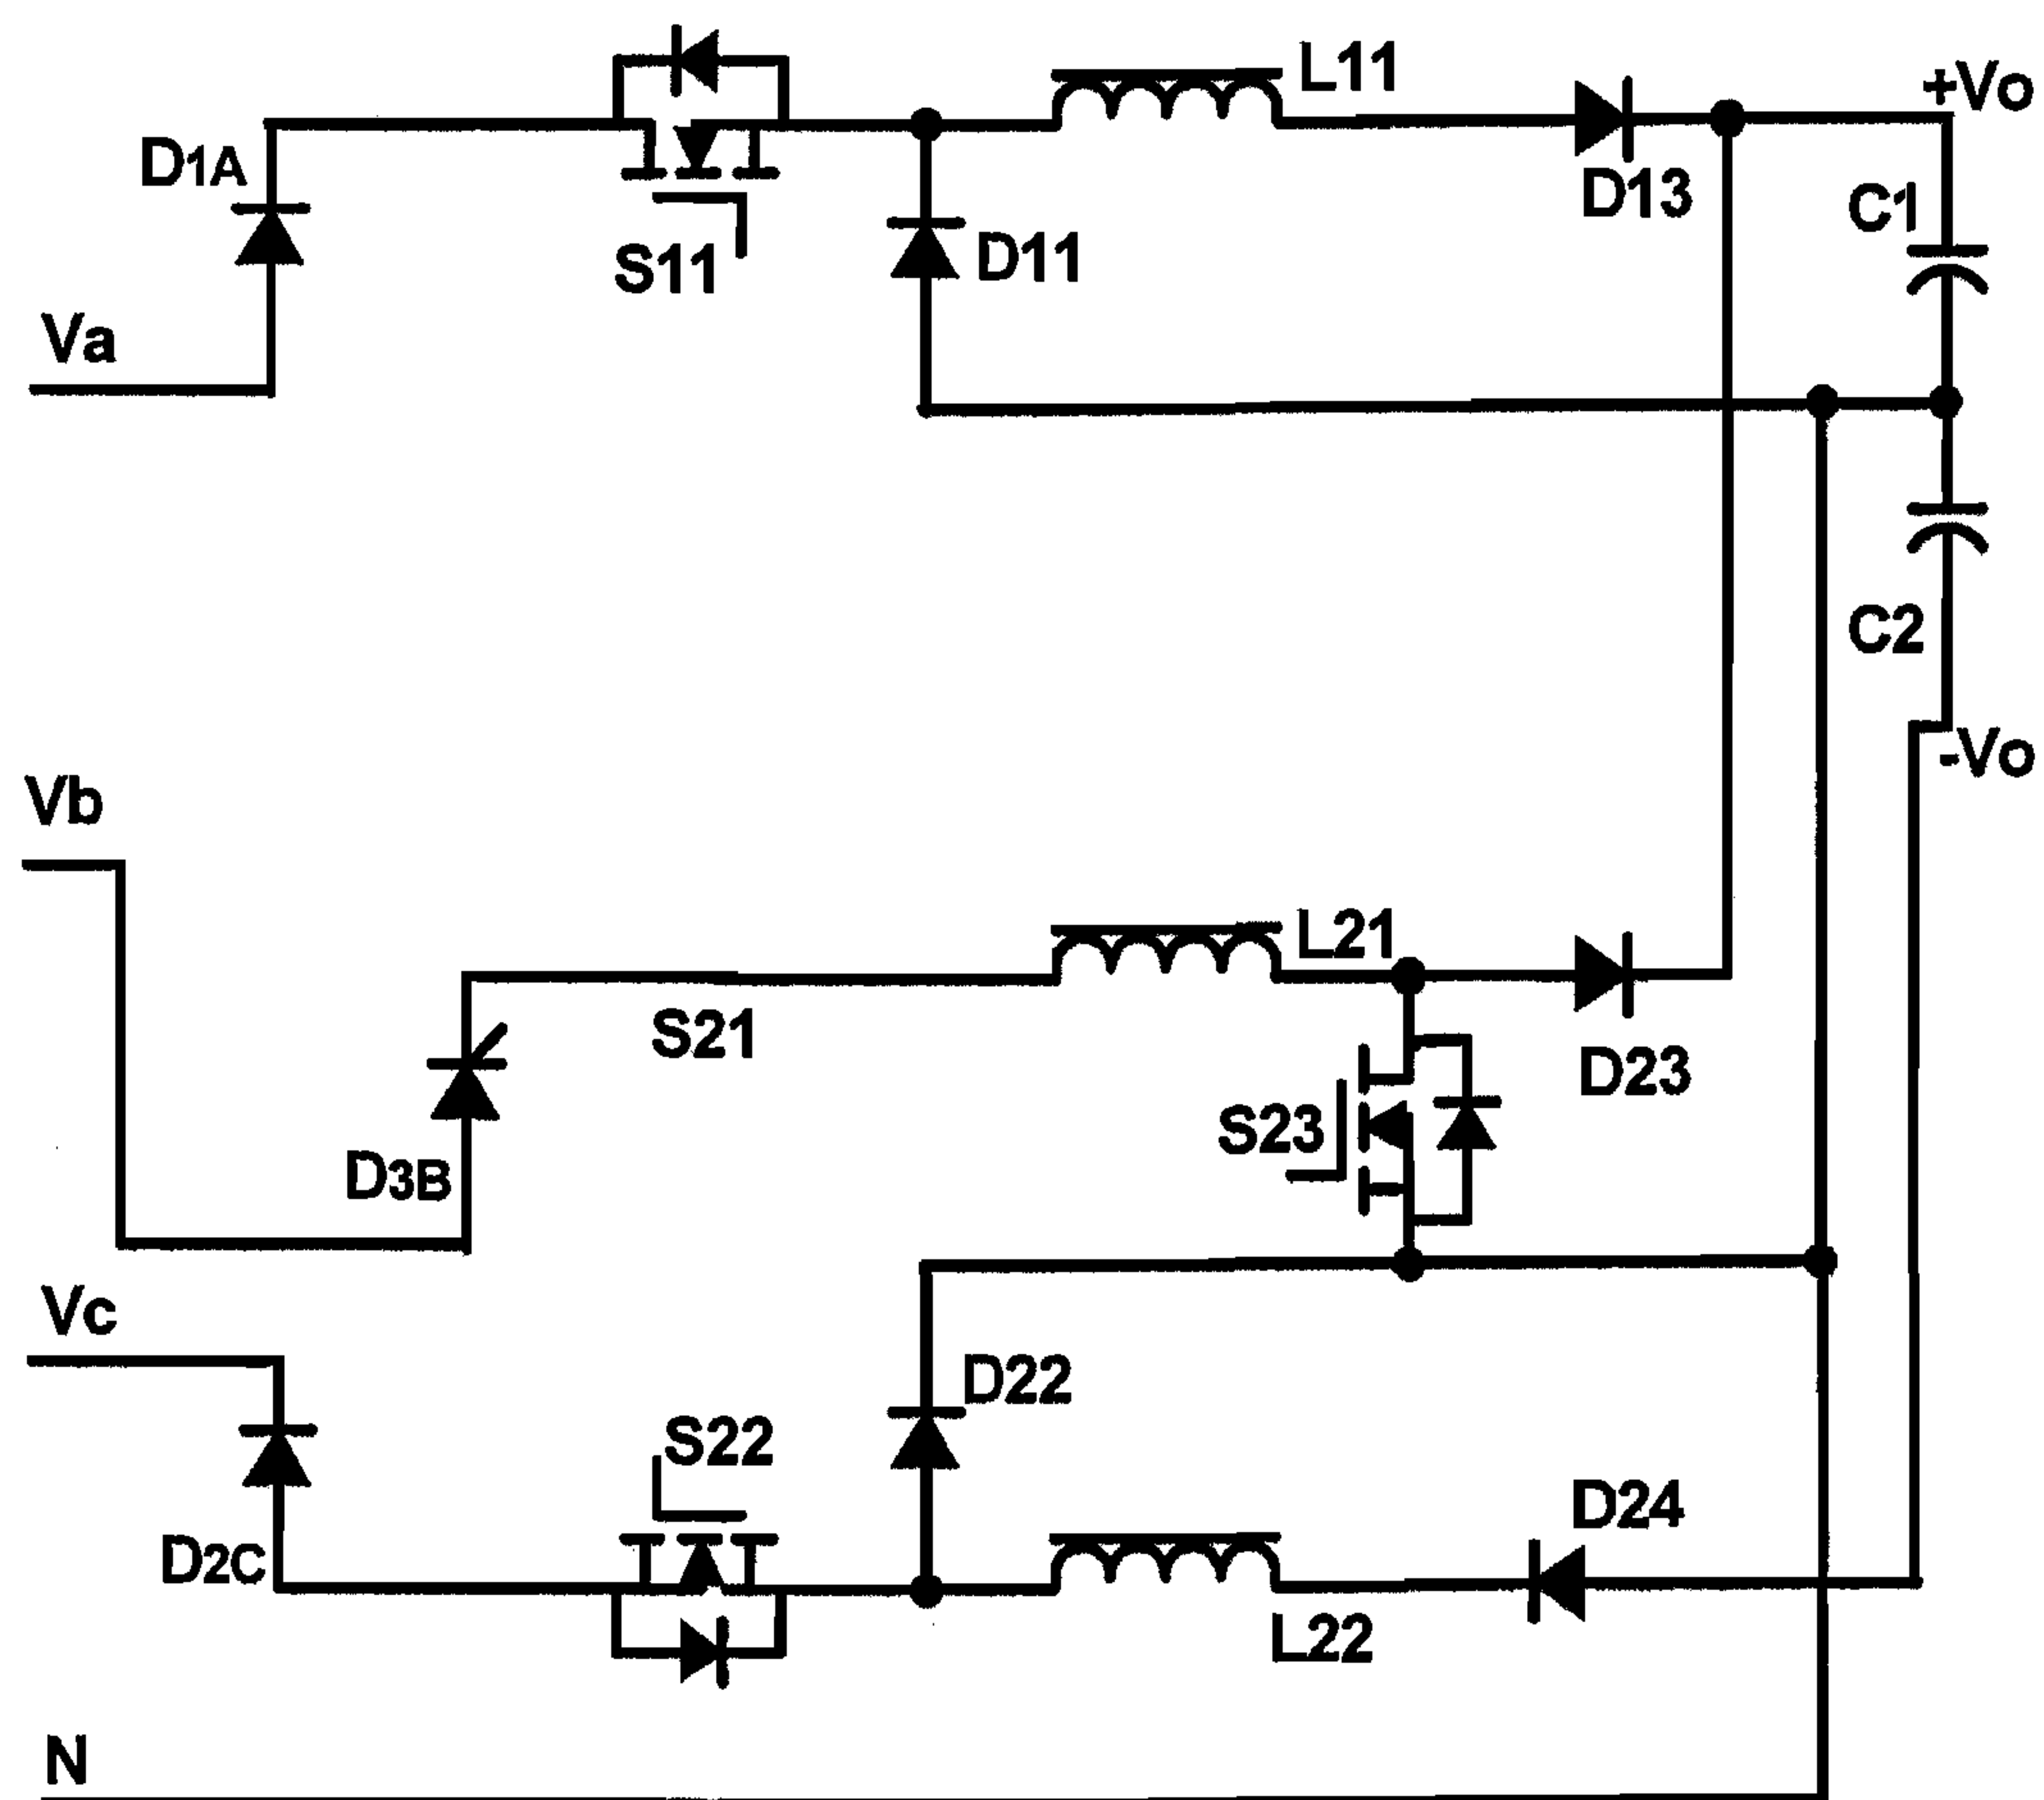 L11
+Vo
D1A
D13
C1
S11
D11
Va
C2
-Vo
Vb
L21
S21
D23
S23
D3B
Vc
D22
S22
D24
D2C
L22
N